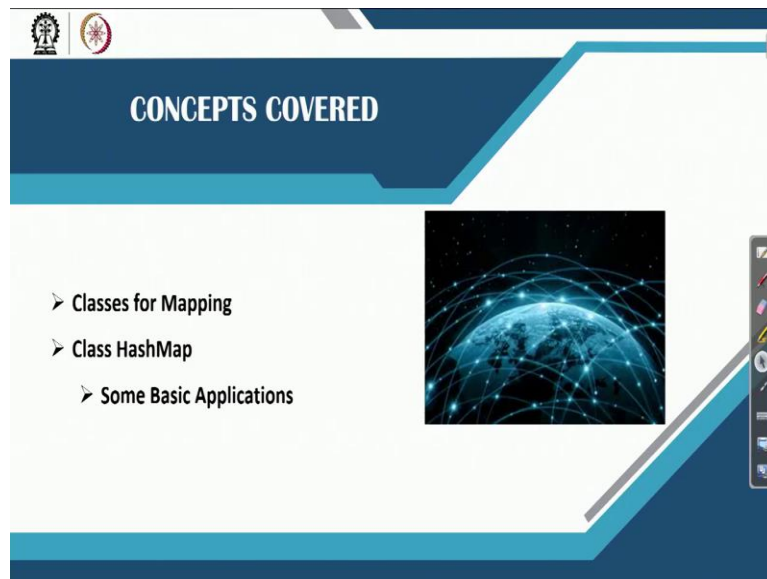 CONCEPTS COVERED
Classes for Mapping
Class HashMap
Some Basic Applications